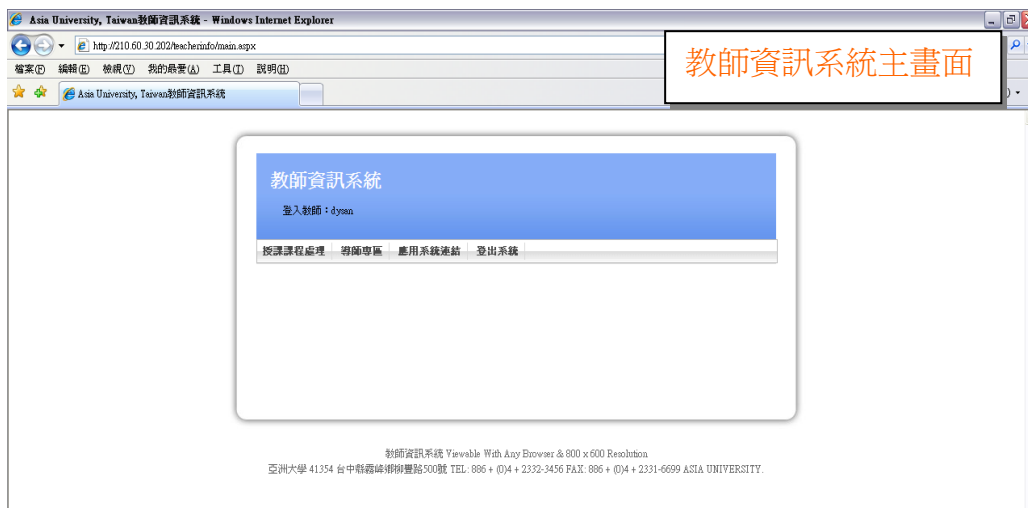 Asia University, Taiwan教師資訊系統 - Windows Internet Explorer
http://210.60.30.202/teacherinfo/main.aspx
檔案(F) 編輯(E) 檢視(V) 我的最愛(A) 工具(T) 說明(H)
Asia University, Taiwan教師資訊系統
教師資訊系統主畫面
教師資訊系統
登入教師：dysan
授課課程處理 導師專區 應用系統連結 登出系統
教師資訊系統 Viewable With Any Browser & 800 x 600 Resolution
亞洲大學 41354 台中縣霧峰鄉柳豐路500號 TEL: 886 + (0)4 + 2332-3456 FAX: 886 + (0)4 + 2331-6699 ASIA UNIVERSITY.